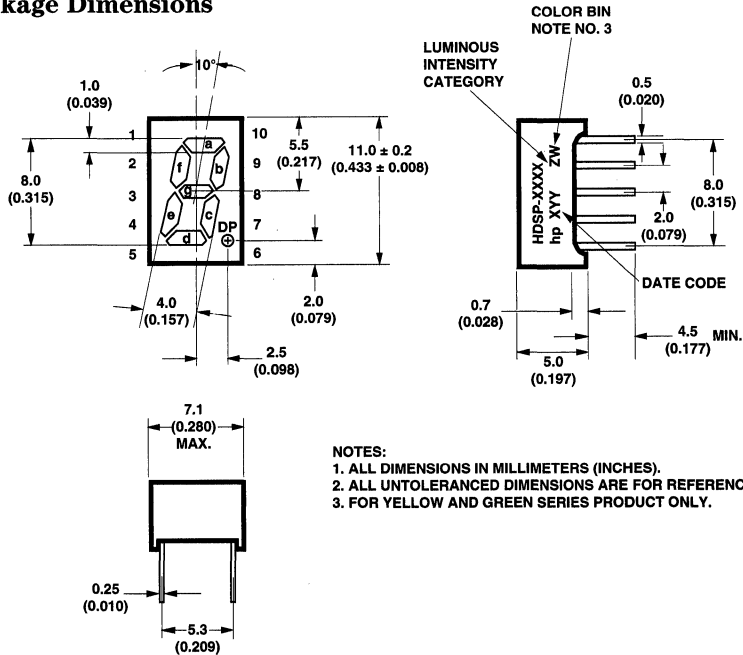 kage Dimensions
COLOR BIN
NOTE NO. 3
LUMINOUS
INTENSITY
CATEGORY
10°
1.0
(0.039)
0.5
(0.020)
1
10
a
2
9
f
b
3
8
g
4
7
e
c
DP
5
6
d
5.5
(0.217)
11.0 ± 0.2
(0.433 ± 0.008)
8.0
(0.315)
HDSP-XXXX ZW
hp XYY
8.0
(0.315)
2.0
(0.079)
DATE CODE
4.0
(0.157)
2.0
(0.079)
2.5
(0.098)
0.7
(0.028)
4.5 MIN.
(0.177)
5.0
(0.197)
7.1
(0.280)
MAX.
NOTES:
1. ALL DIMENSIONS IN MILLIMETERS (INCHES).
2. ALL UNTOLERANCED DIMENSIONS ARE FOR REFERENC
3. FOR YELLOW AND GREEN SERIES PRODUCT ONLY.
0.25
(0.010)
5.3
(0.209)